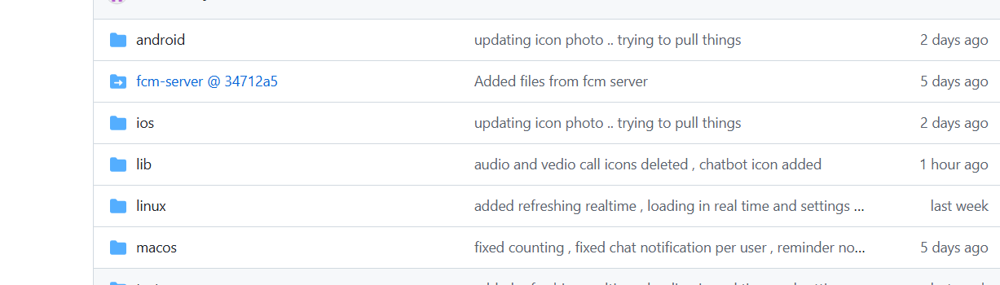 android updating icon photo .. trying to pull things 2 days ago
fcm-server @ 34712a5 Added files from fcm server 5 days ago
ios updating icon photo .. trying to pull things 2 days ago
lib audio and vedio call icons deleted , chatbot icon added 1 hour ago
linux added refreshing realtime , loading in real time and settings ... last week
macos fixed counting , fixed chat notification per user , reminder no... 5 days ago